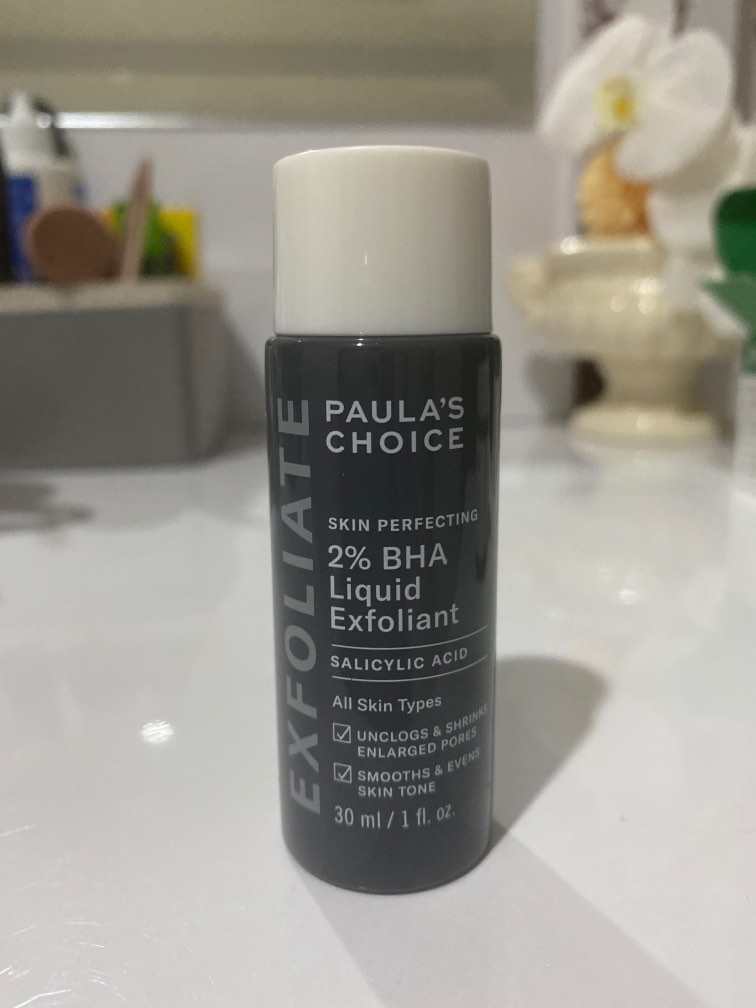 EXFOLIATE
PAULA'S
CHOICE
SKIN PERFECTING
2% BHA
Liquid
Exfoliant
SALICYLIC ACID
All Skin Types
UNCLOGS & SHRINKS
ENLARGED PORES
SMOOTHS & EVENS
SKIN TONE
30 ml / 1 fl. oz.